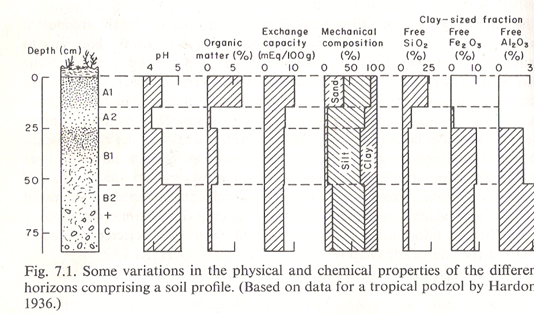 Clay-sized fraction
Exchange Mechanical Free Free Free
Organic capacity composition SiO2 Fe2O3 Al2O3
Depth (cm) pH matter (%) (mEq/100g) (%) (%) (%) (%)
4 5 0 5 0 10 0 50 100 0 25 0 10 0 3
0
A1
Sand
A2
25
B1
Silt
Clay
50
B2
+
C
75
Fig. 7.1. Some variations in the physical and chemical properties of the differen
horizons comprising a soil profile. (Based on data for a tropical podzol by Hardon
1936.)